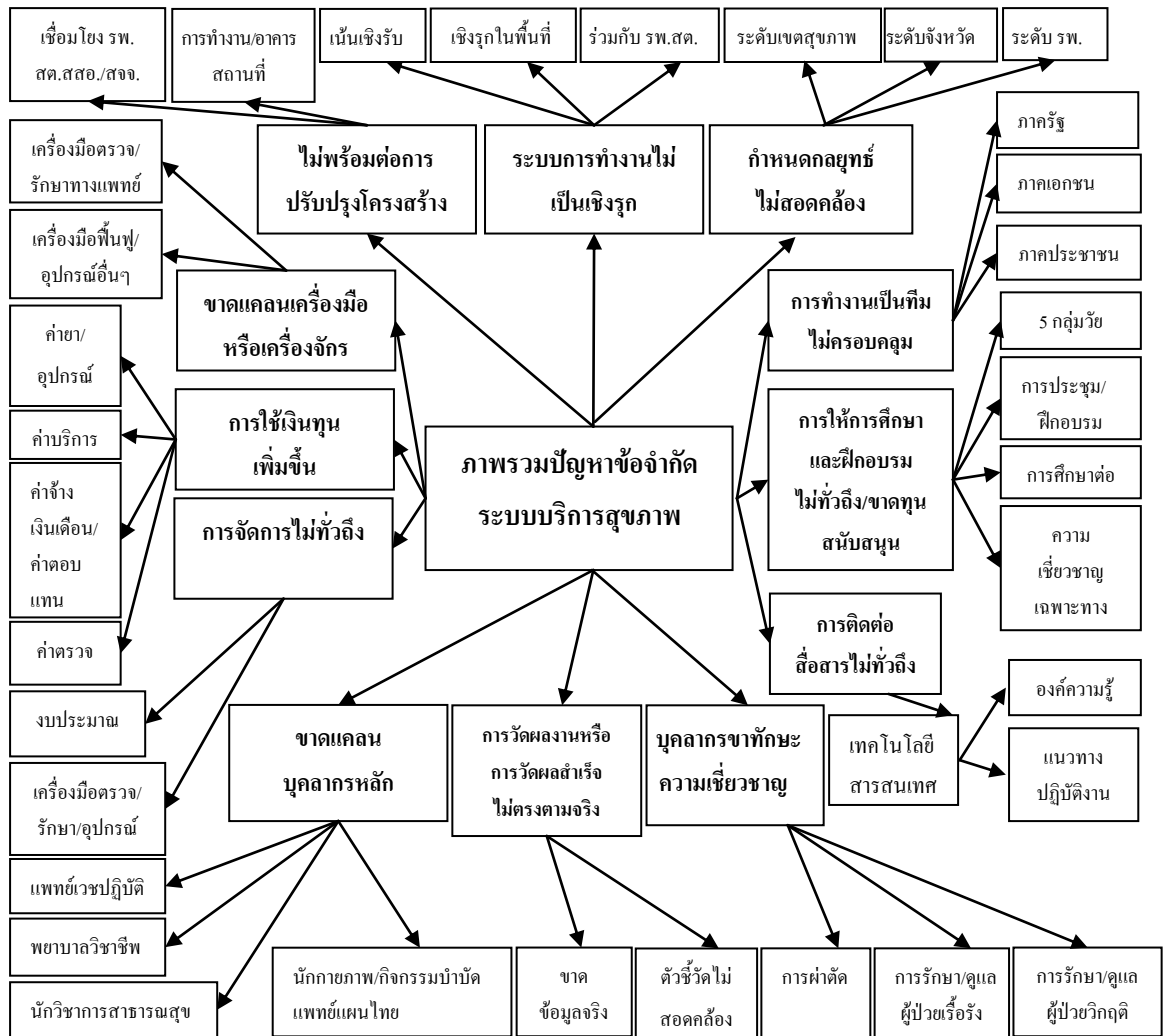 เชื่อมโยง รพ.
สต.สสอ./สจจ.
การทำงาน/อาคาร
สถานที่
เน้นเชิงรับ
เชิงรุกในพื้นที่
ร่วมกับ รพ.สต.
ระดับเขตสุขภาพ
ระดับจังหวัด
ระดับ รพ.
เครื่องมือตรวจ/
รักษาทางแพทย์
ไม่พร้อมต่อการ
ปรับปรุงโครงสร้าง
ระบบการทำงานไม่
เป็นเชิงรุก
กำหนดกลยุทธ์
ไม่สอดคล้อง
ภาครัฐ
ภาคเอกชน
ภาคประชาชน
เครื่องมือฟื้นฟู/
อุปกรณ์อื่นๆ
ขาดแคลนเครื่องมือ
หรือเครื่องจักร
การทำงานเป็นทีม
ไม่ครอบคลุม
5 กลุ่มวัย
ค่ายา/
อุปกรณ์
ค่าบริการ
ค่าจ้าง
เงินเดือน/
ค่าตอบ
แทน
ค่าตรวจ
การใช้เงินทุน
เพิ่มขึ้น
การจัดการไม่ทั่วถึง
ภาพรวมปัญหาข้อจำกัด
ระบบบริการสุขภาพ
การให้การศึกษา
และฝึกอบรม
ไม่ทั่วถึง/ขาดทุน
สนับสนุน
การประชุม/
ฝึกอบรม
การศึกษาต่อ
ความ
เชี่ยวชาญ
เฉพาะทาง
การติดต่อ
สื่อสารไม่ทั่วถึง
งบประมาณ
เครื่องมือตรวจ/
รักษา/อุปกรณ์
ขาดแคลน
บุคลากรหลัก
การวัดผลงานหรือ
การวัดผลสำเร็จ
ไม่ตรงตามจริง
บุคลากรขาทักษะ
ความเชี่ยวชาญ
เทคโนโลยี
สารสนเทศ
องค์ความรู้
แนวทาง
ปฏิบัติงาน
แพทย์เวชปฏิบัติ
พยาบาลวิชาชีพ
นักวิชาการสาธารณสุข
นักกายภาพ/กิจกรรมบำบัด
แพทย์แผนไทย
ขาด
ข้อมูลจริง
ตัวชี้วัดไม่
สอดคล้อง
การผ่าตัด
การรักษา/ดูแล
ผู้ป่วยเรื้อรัง
การรักษา/ดูแล
ผู้ป่วยวิกฤติ